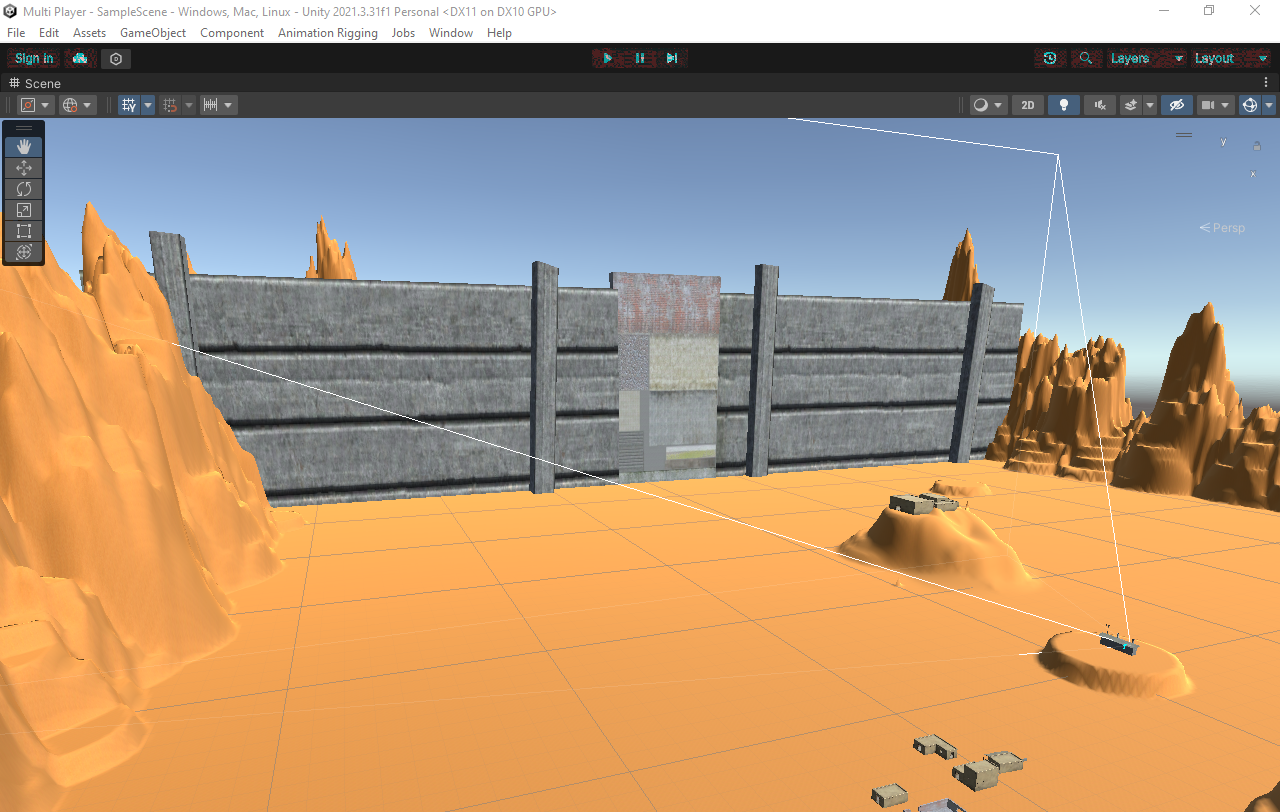 Multi Player - SampleScene - Windows, Mac, Linux - Unity 2021.3.31f1 Personal <DX11 on DX10 GPU>
File Edit Assets GameObject Component Animation Rigging Jobs Window Help
Sign in Layers Layout
Scene
2D
y
x
Persp